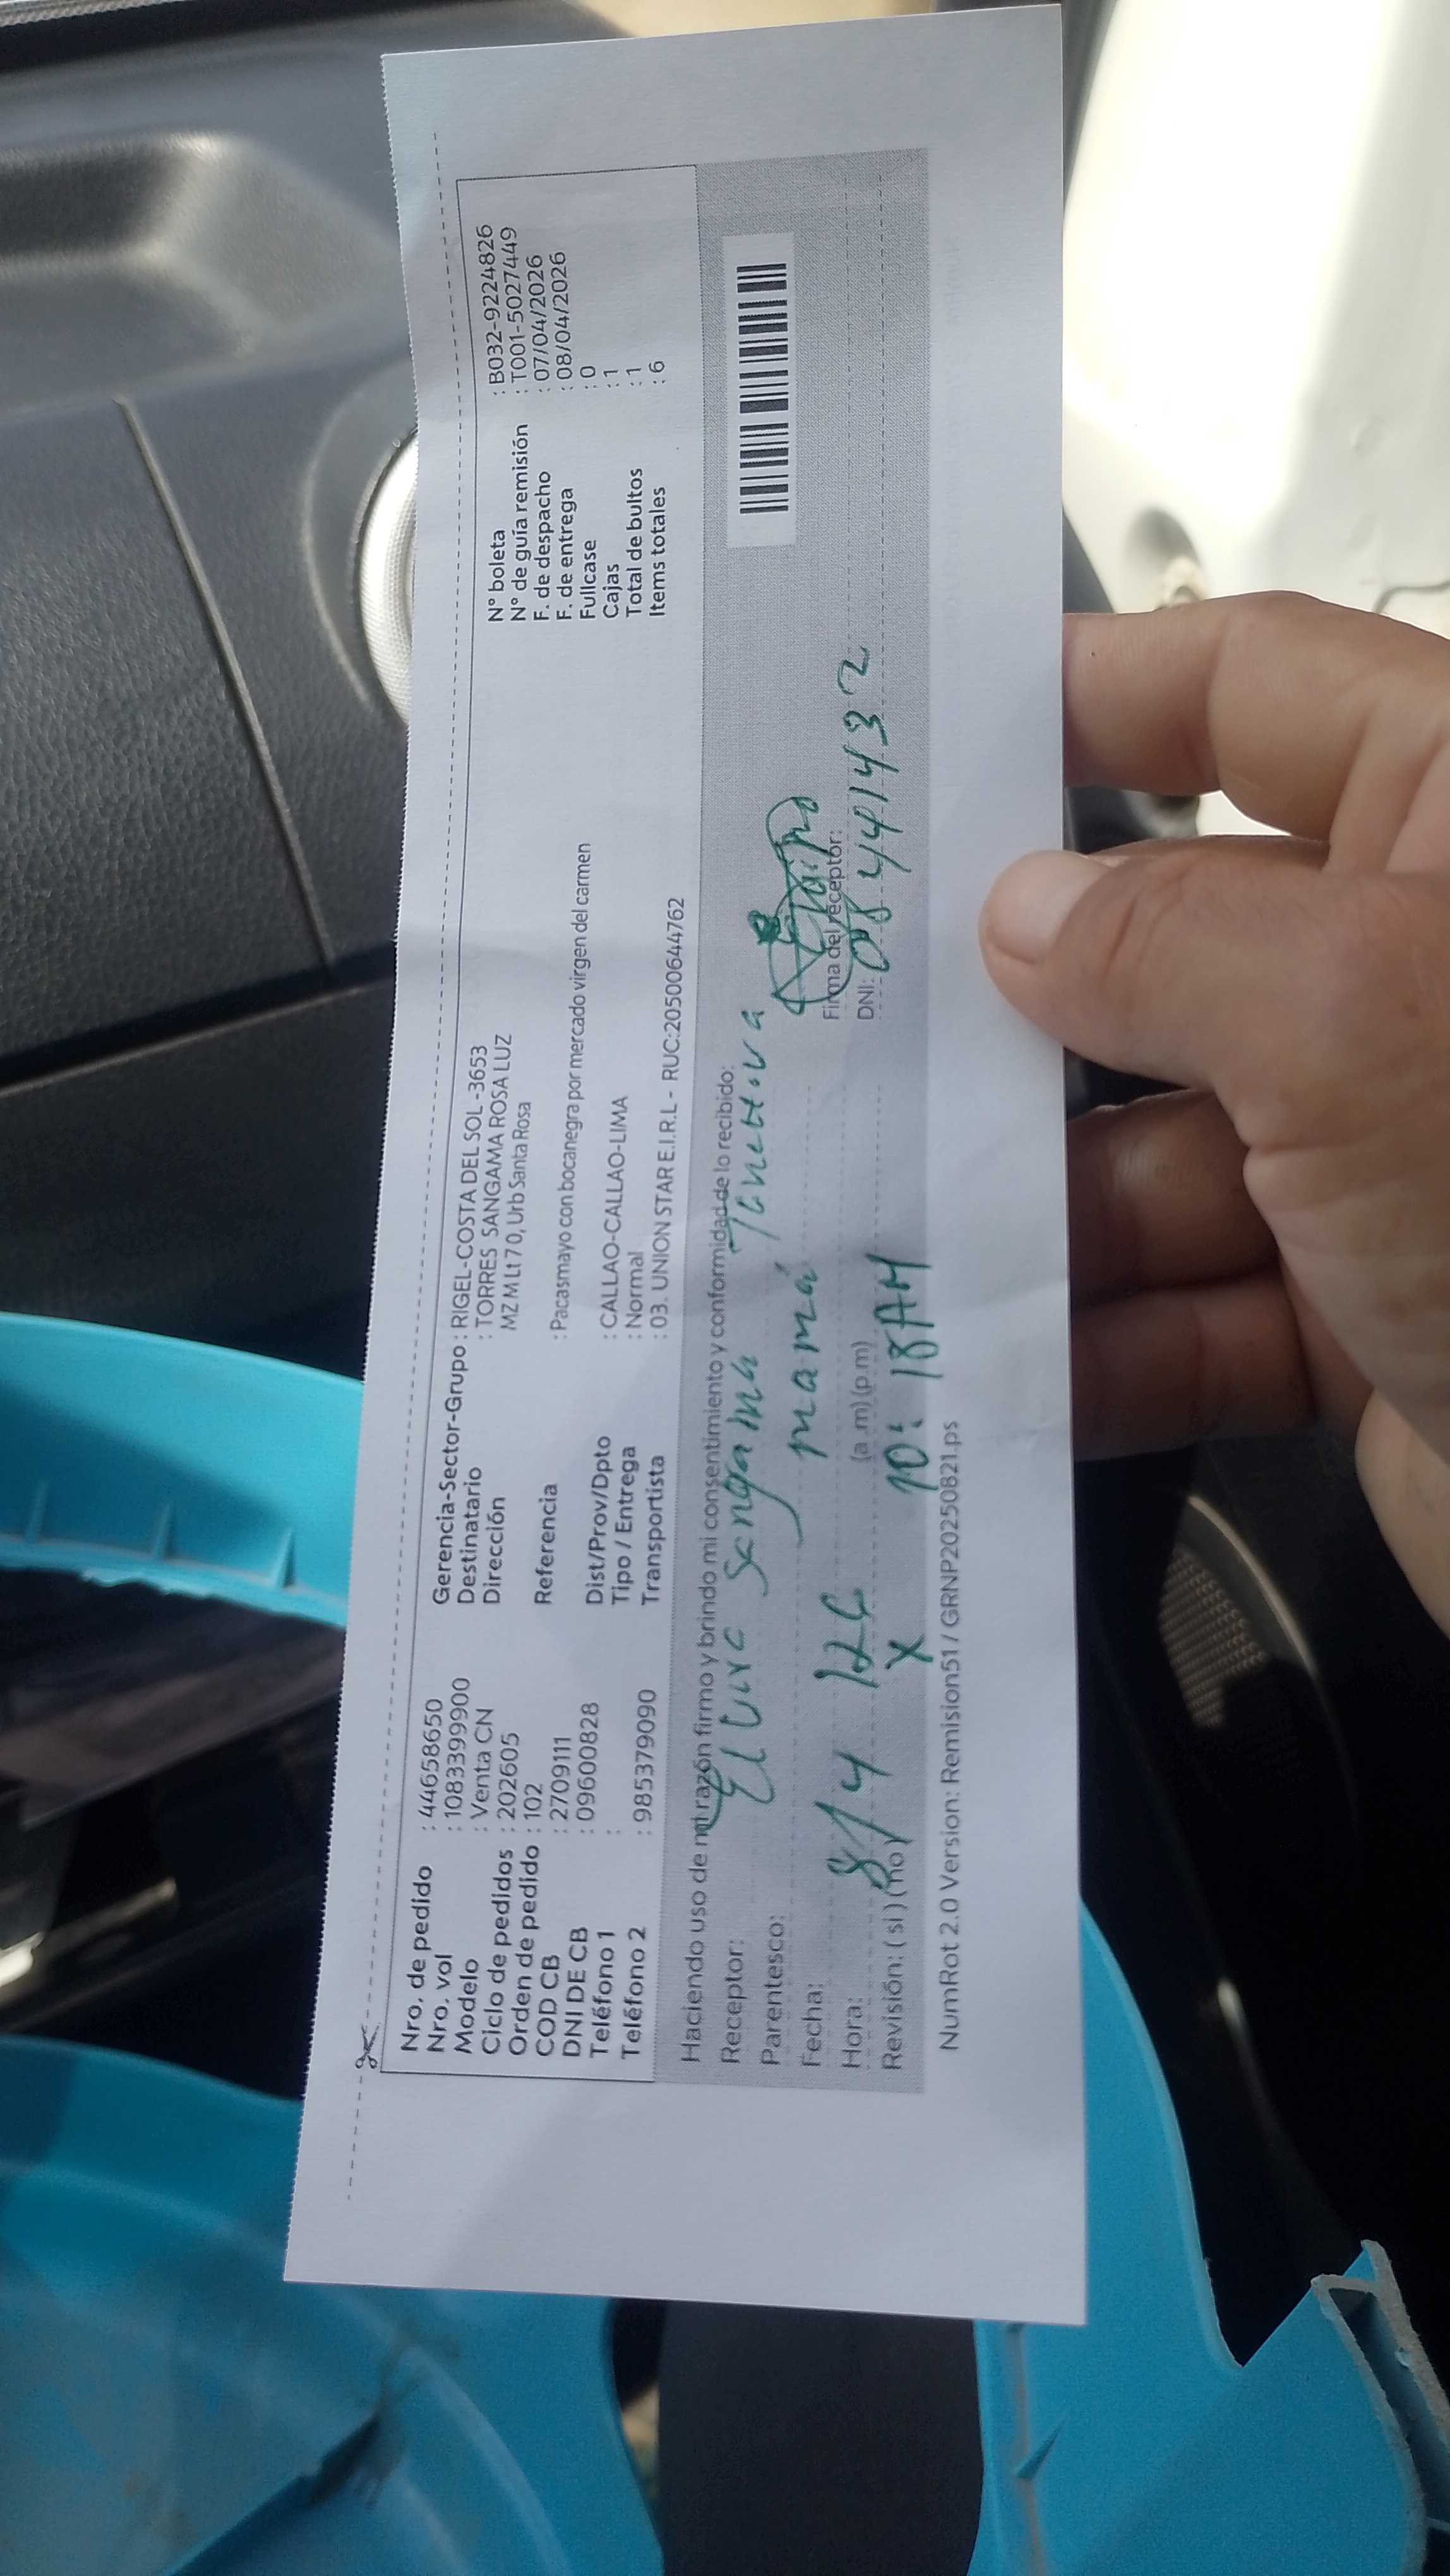 Nro. de pedido : 44658650
Nro. vol : 1083399900
Modelo : Venta CN
Ciclo de pedidos : 202605
Orden de pedido : 102
COD CB : 2709111
DNI DE CB : 09600828
Teléfono 1 :
Teléfono 2 : 985379090
Gerencia-Sector-Grupo : RIGEL-COSTA DEL SOL -3653
Destinatario : TORRES SANGAMA ROSA LUZ
Dirección MZ M Lt 7 0, Urb Santa Rosa
Referencia : Pacasmayo con bocanegra por mercado virgen del carmen
Dist/Prov/Dpto : CALLAO-CALLAO-LIMA
Tipo / Entrega : Normal
Transportista : 03. UNION STAR E.I.R.L - RUC:20500644762
N° boleta : B032-9224826
N° de guía remisión : T001-5027449
F. de despacho : 07/04/2026
F. de entrega : 08/04/2026
Fullcase : 0
Cajas : 1
Total de bultos : 1
Items totales : 6
Haciendo uso de mi razón firmo y brindo mi consentimiento y conformidad de lo recibido:
Receptor: Sangama
Parentesco: mamá
Fecha: 8/4
Hora: (a.m) (p.m) 10:18 AM
Revisión: ( si ) ( no ) X
Firma del receptor:
DNI: 08441432
NumRot 2.0 Version: Remision51 / GRNP20250821.ps